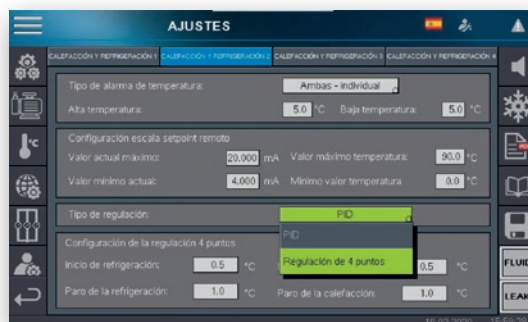 AJUSTES
CALEFACCIÓN Y REFRIGERACIÓN 1 CALEFACCIÓN Y REFRIGERACIÓN 2 CALEFACCIÓN Y REFRIGERACIÓN 3 CALEFACCIÓN Y REFRIGERACIÓN 4
Tipo de alarma de temperatura: Ambas - individual
Alta temperatura: 5.0 °C Baja temperatura: 5.0 °C
Configuración escala setpoint remoto
Valor actual máximo: 20.000 mA Valor máximo temperatura: 90.0 °C
Valor mínimo actual: 4.000 mA Mínimo valor temperatura 0.0 °C
Tipo de regulación: PID
PID
Configuración de la regulación 4 puntos
Regulación de 4 puntos
Inicio de refrigeración: 0.5 °C 0.5 °C
Paro de la refrigeración: 1.0 °C Paro de la calefacción: 1.0 °C
°C
PDF
FLUID
LEAK